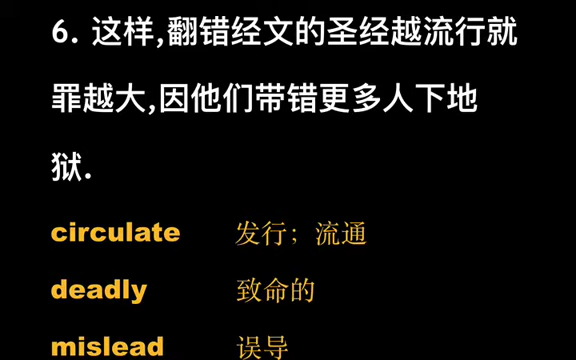 6. 这样,翻错经文的圣经越流行就
罪越大,因他们带错更多人下地
狱.
circulate 发行；流通
deadly 致命的
mislead 误导